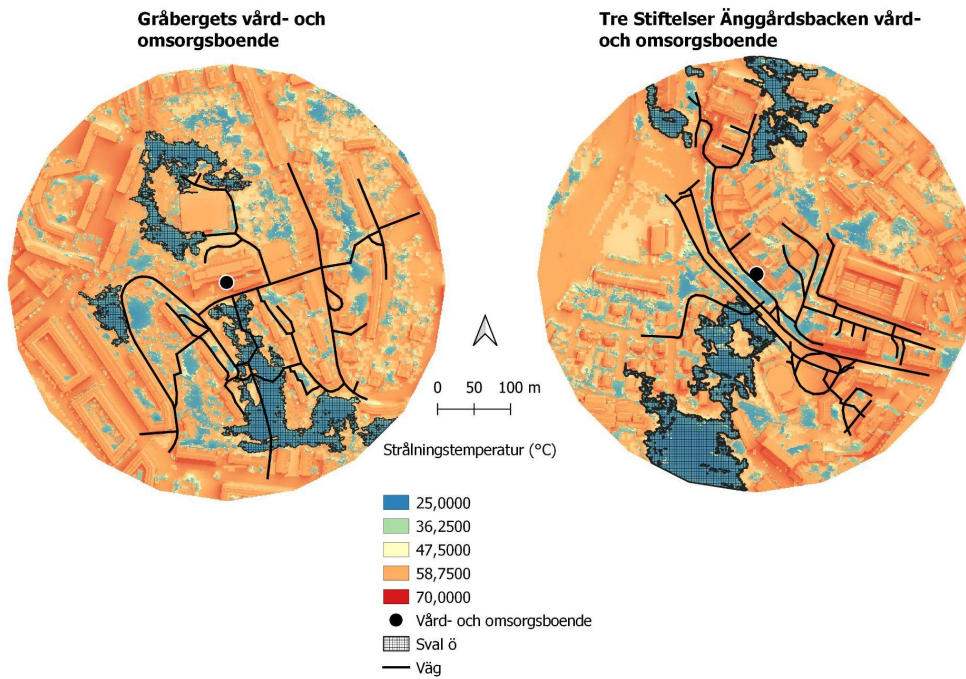 Gråbergets vård- och
omsorgsboende
Tre Stiftelser Änggårdsbacken vård-
och omsorgsboende
0 50 100 m
Strålningstemperatur (°C)
25,0000
36,2500
47,5000
58,7500
70,0000
Vård- och omsorgsboende
Sval ö
Väg